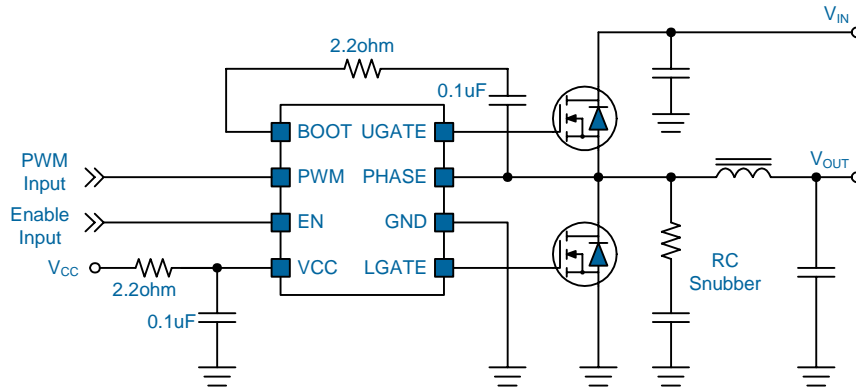 V_IN
2.2ohm
0.1uF
BOOT UGATE
PWM Input
PWM PHASE
V_OUT
Enable Input
EN GND
V_CC
VCC LGATE
2.2ohm
0.1uF
RC
Snubber